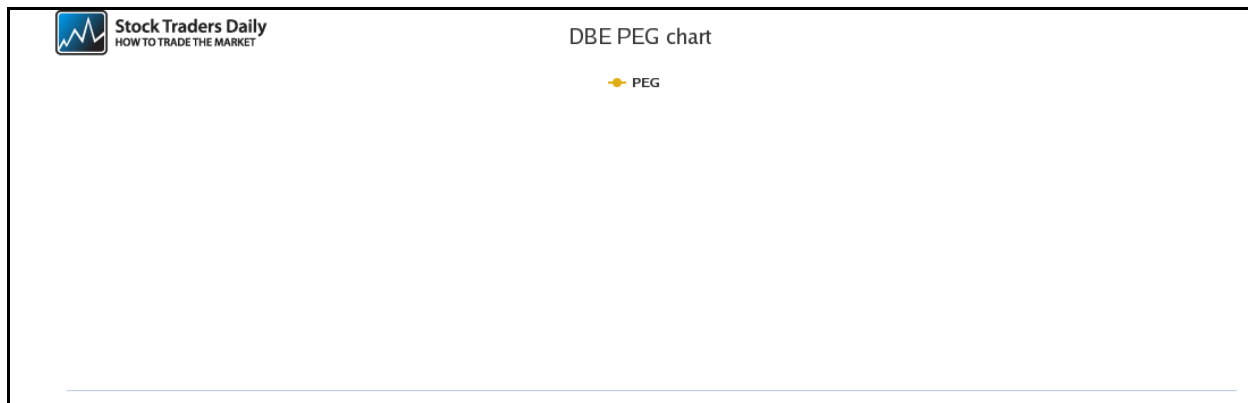 Stock Traders Daily
HOW TO TRADE THE MARKET
DBE PEG chart
PEG